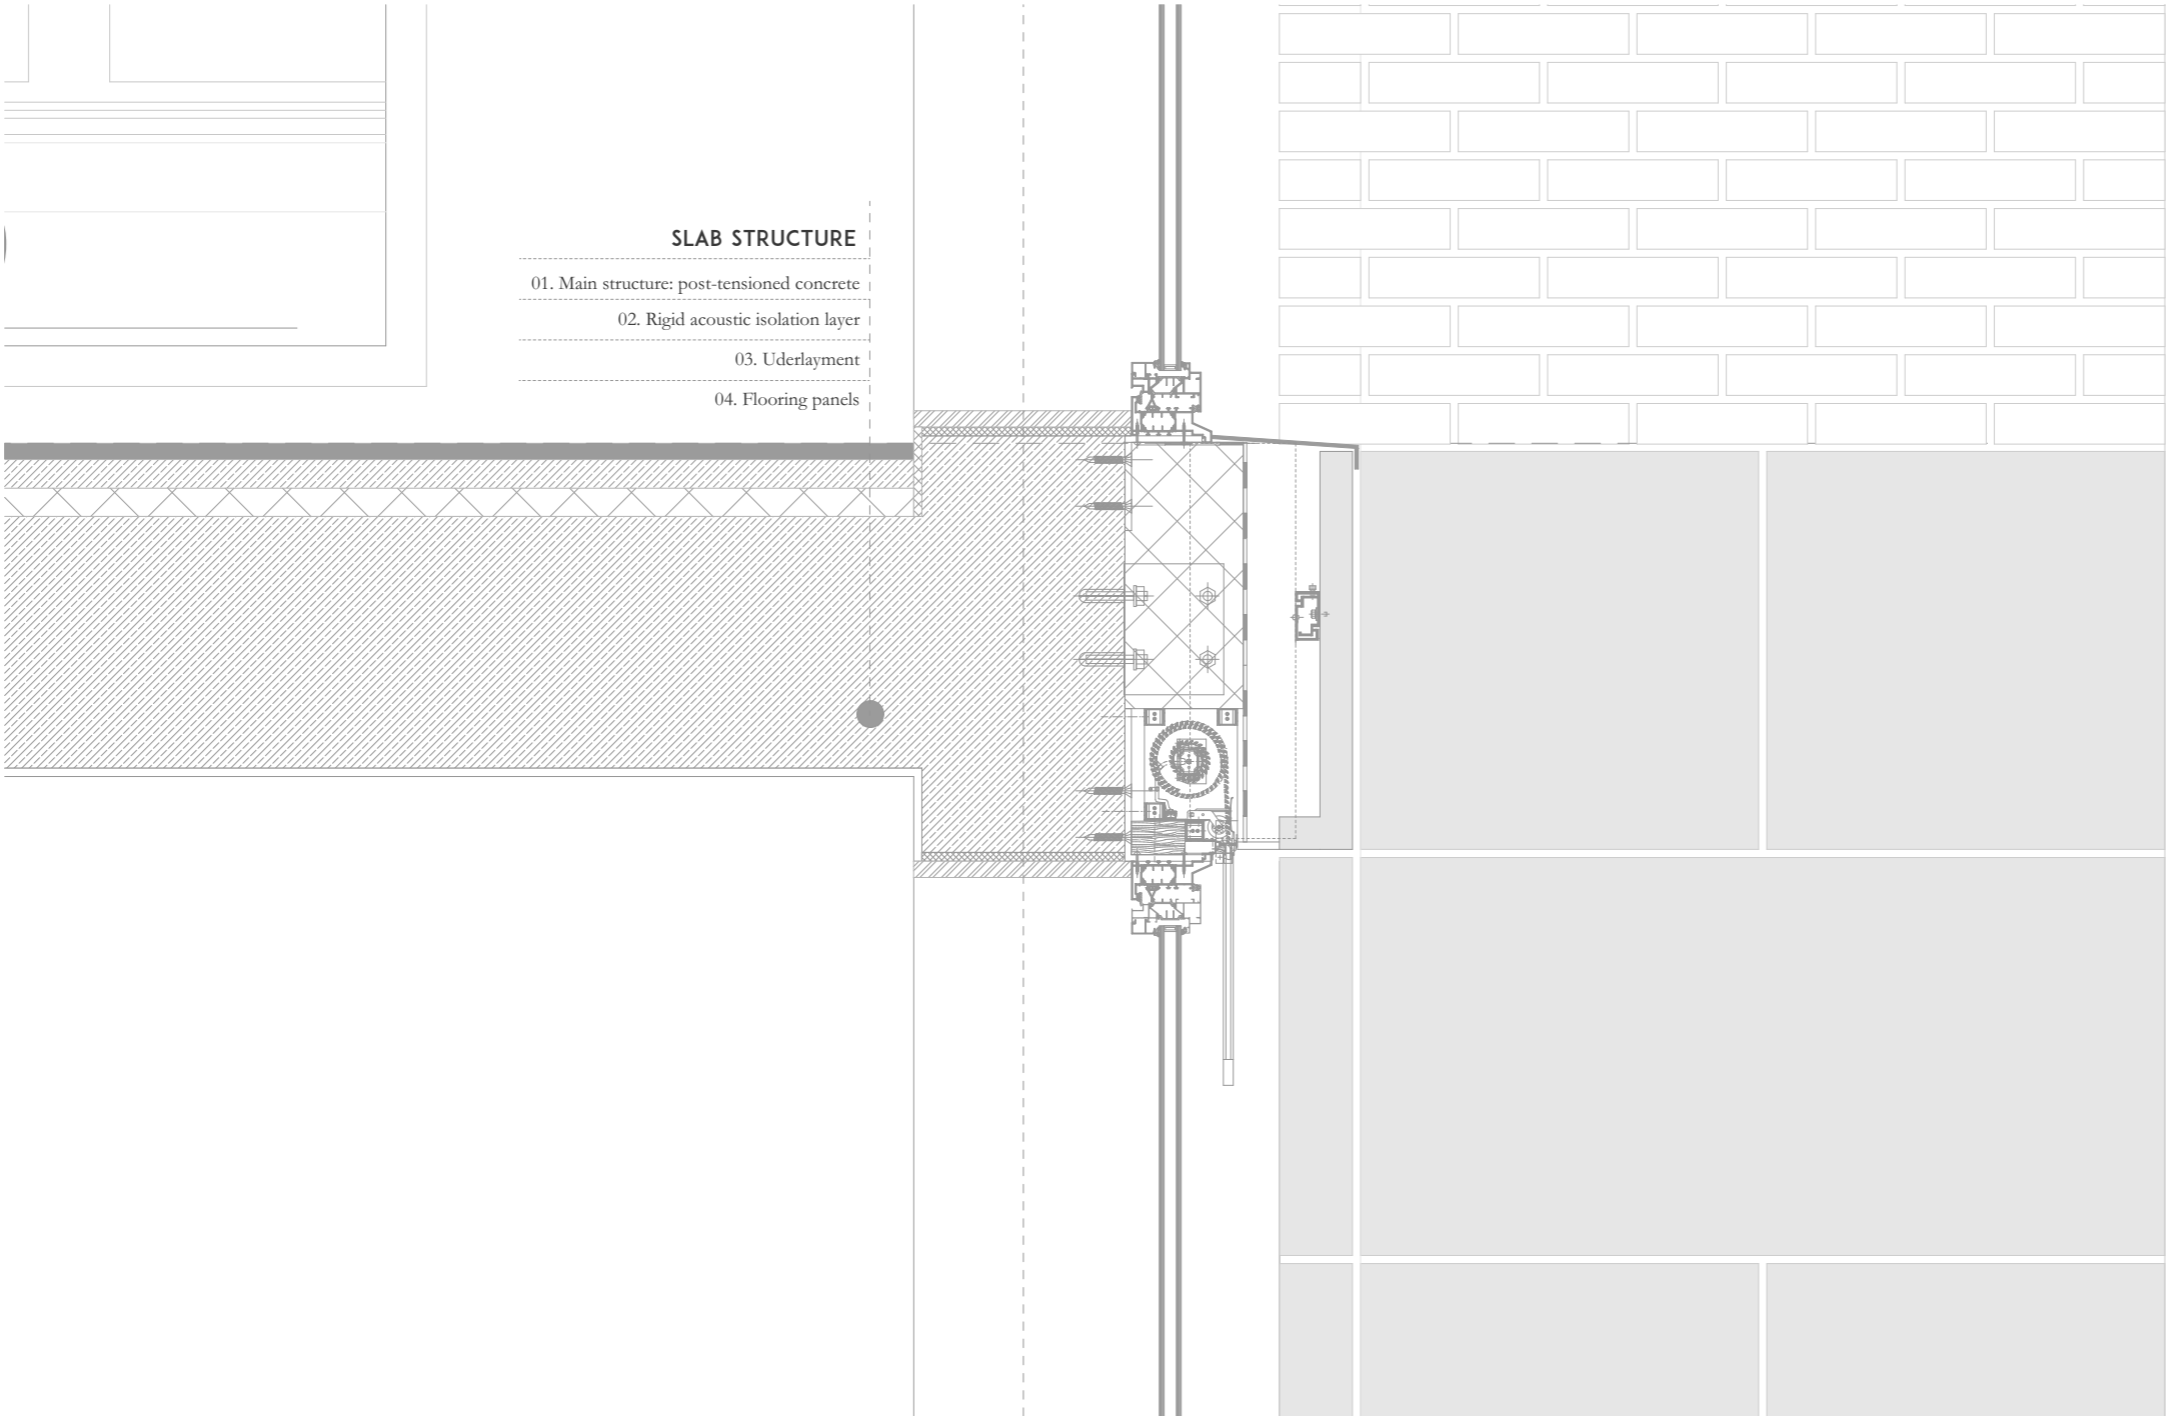 SLAB STRUCTURE
01. Main structure: post-tensioned concrete
02. Rigid acoustic isolation layer
03. Uderlayment
04. Flooring panels